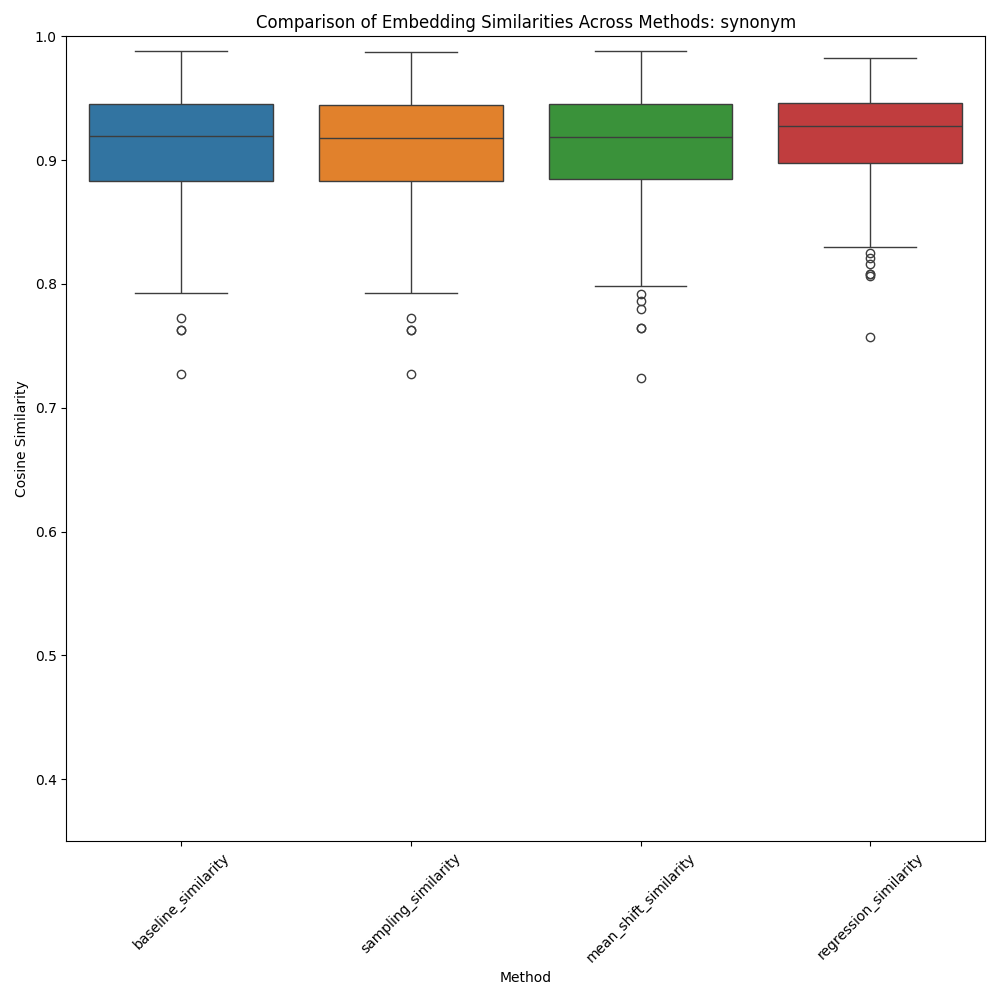 Comparison of Embedding Similarities Across Methods: synonym
1.0
0.9
0.8
0.7
0.6
0.5
0.4
Cosine Similarity
baseline_similarity
sampling_similarity
mean_shift_similarity
regression_similarity
Method